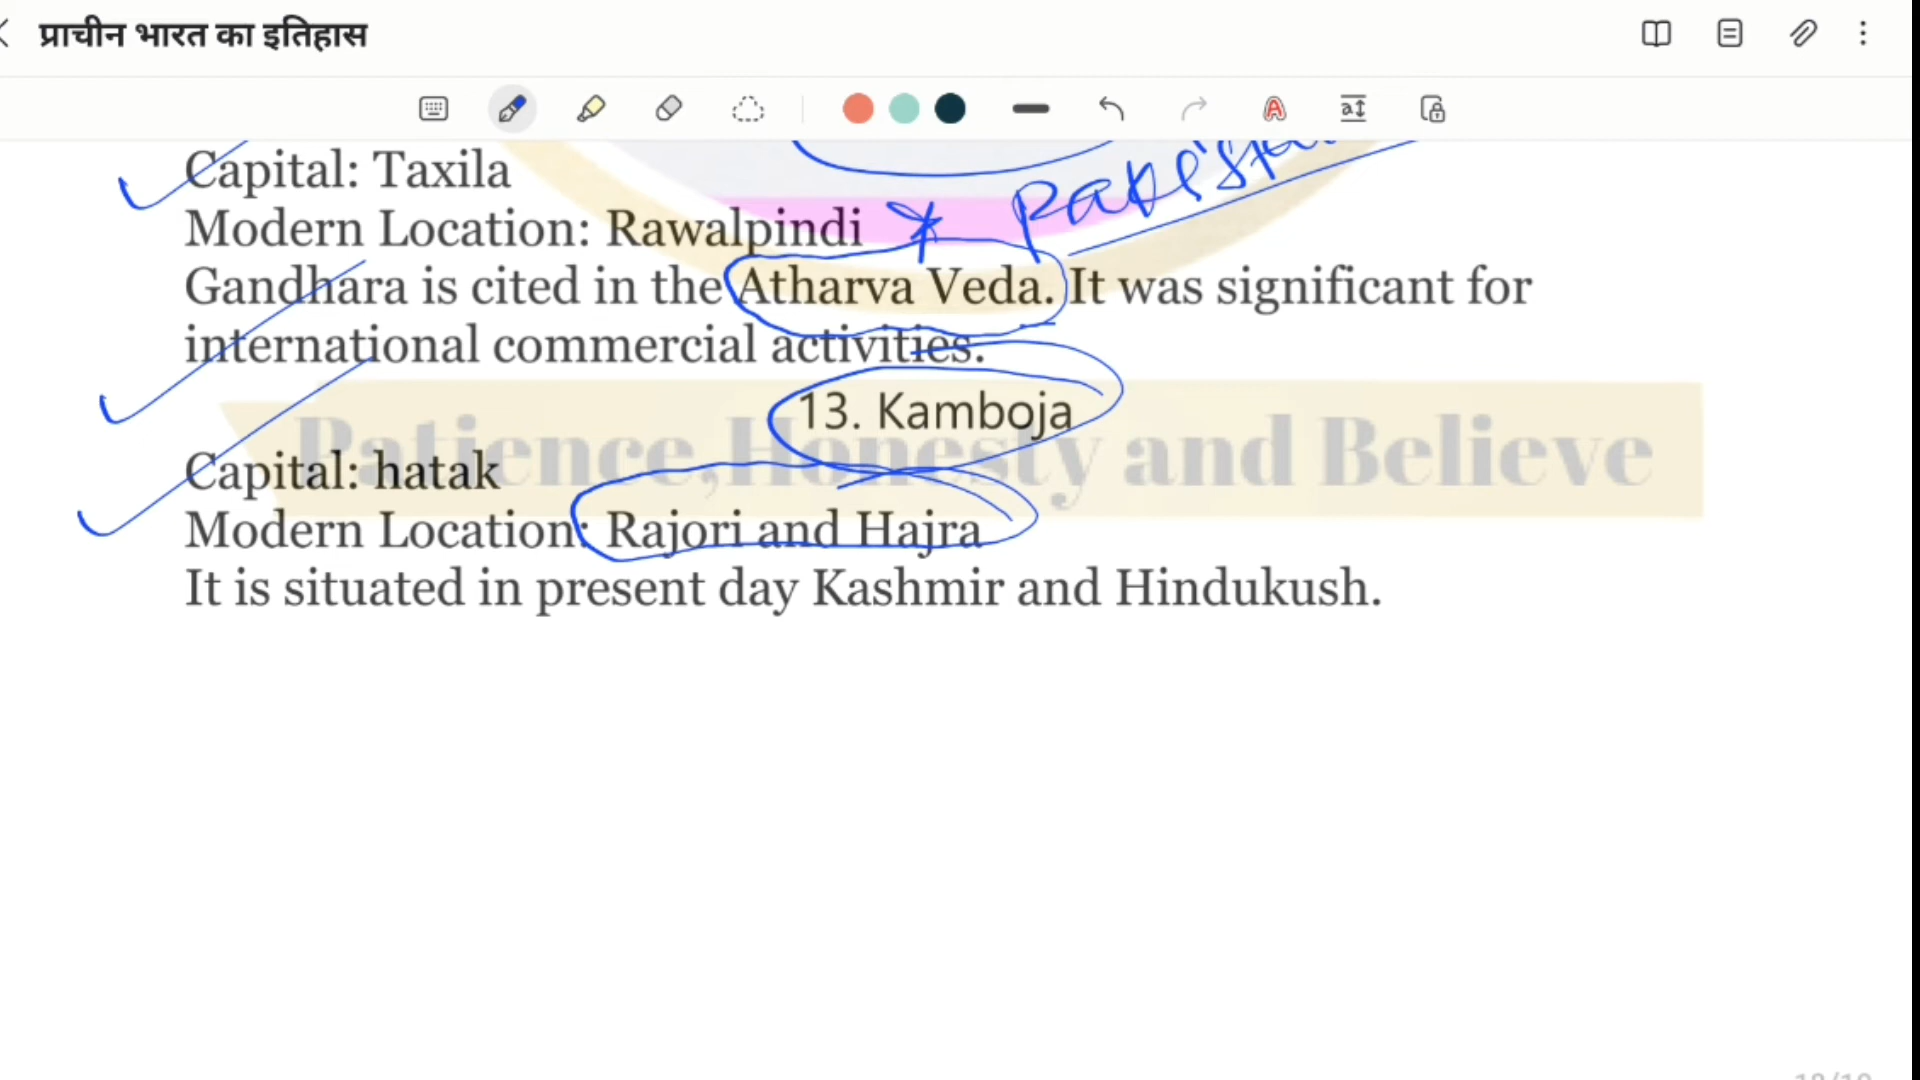 प्राचीन भारत का इतिहास
Capital: Taxila
Modern Location: Rawalpindi * Pakista
Gandhara is cited in the Atharva Veda. It was significant for
international commercial activities.
13. Kamboja
Patience,Honesty and Believe
Capital: hatak
Modern Location: Rajori and Hajra
It is situated in present day Kashmir and Hindukush.